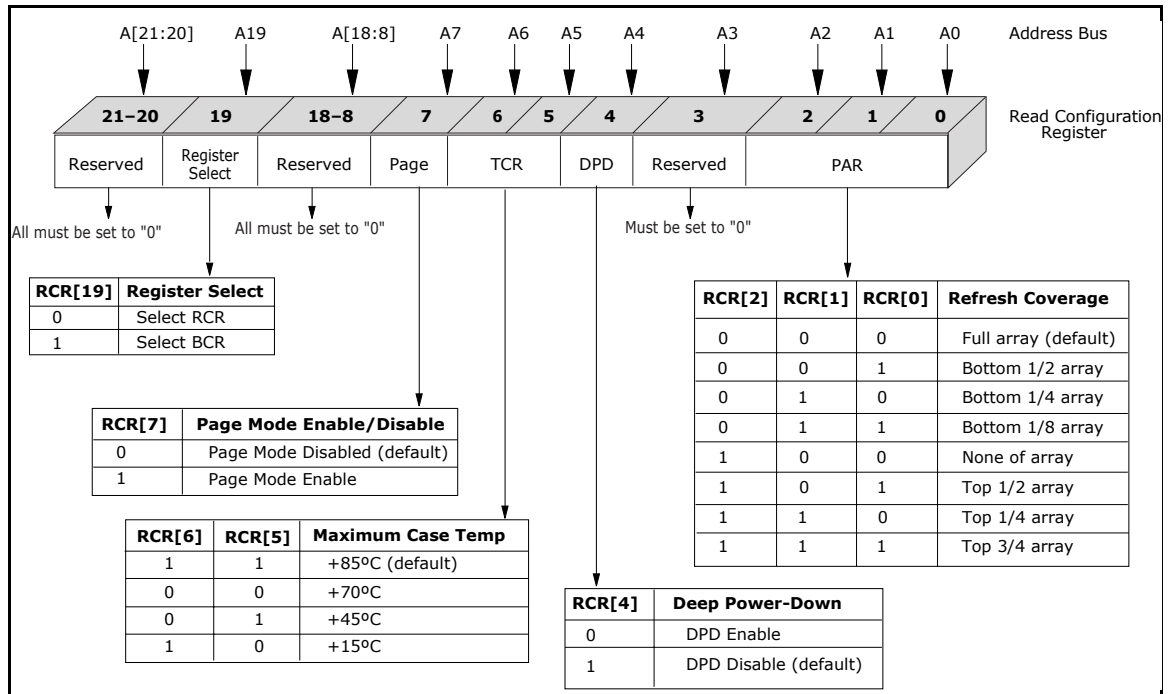 A[21:20] A19 A[18:8] A7 A6 A5 A4 A3 A2 A1 A0 Address Bus
21–20 19 18–8 7 6 5 4 3 2 1 0 Read Configuration
Register
Reserved Register Select Reserved Page TCR DPD Reserved PAR
All must be set to "0" All must be set to "0" Must be set to "0"
RCR[19] Register Select
0 Select RCR
1 Select BCR
RCR[2] RCR[1] RCR[0] Refresh Coverage
0 0 0 Full array (default)
0 0 1 Bottom 1/2 array
0 1 0 Bottom 1/4 array
0 1 1 Bottom 1/8 array
1 0 0 None of array
1 0 1 Top 1/2 array
1 1 0 Top 1/4 array
1 1 1 Top 3/4 array
RCR[7] Page Mode Enable/Disable
0 Page Mode Disabled (default)
1 Page Mode Enable
RCR[6] RCR[5] Maximum Case Temp
1 1 +85ºC (default)
0 0 +70ºC
0 1 +45ºC
1 0 +15ºC
RCR[4] Deep Power-Down
0 DPD Enable
1 DPD Disable (default)